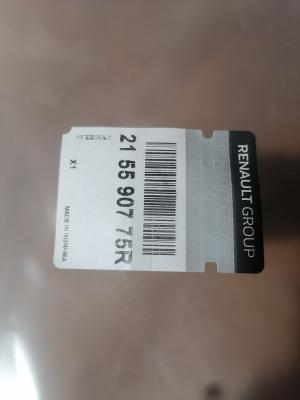 RENAULT GROUP
21 55 907 75R
X1
MADE IN ROMANIA